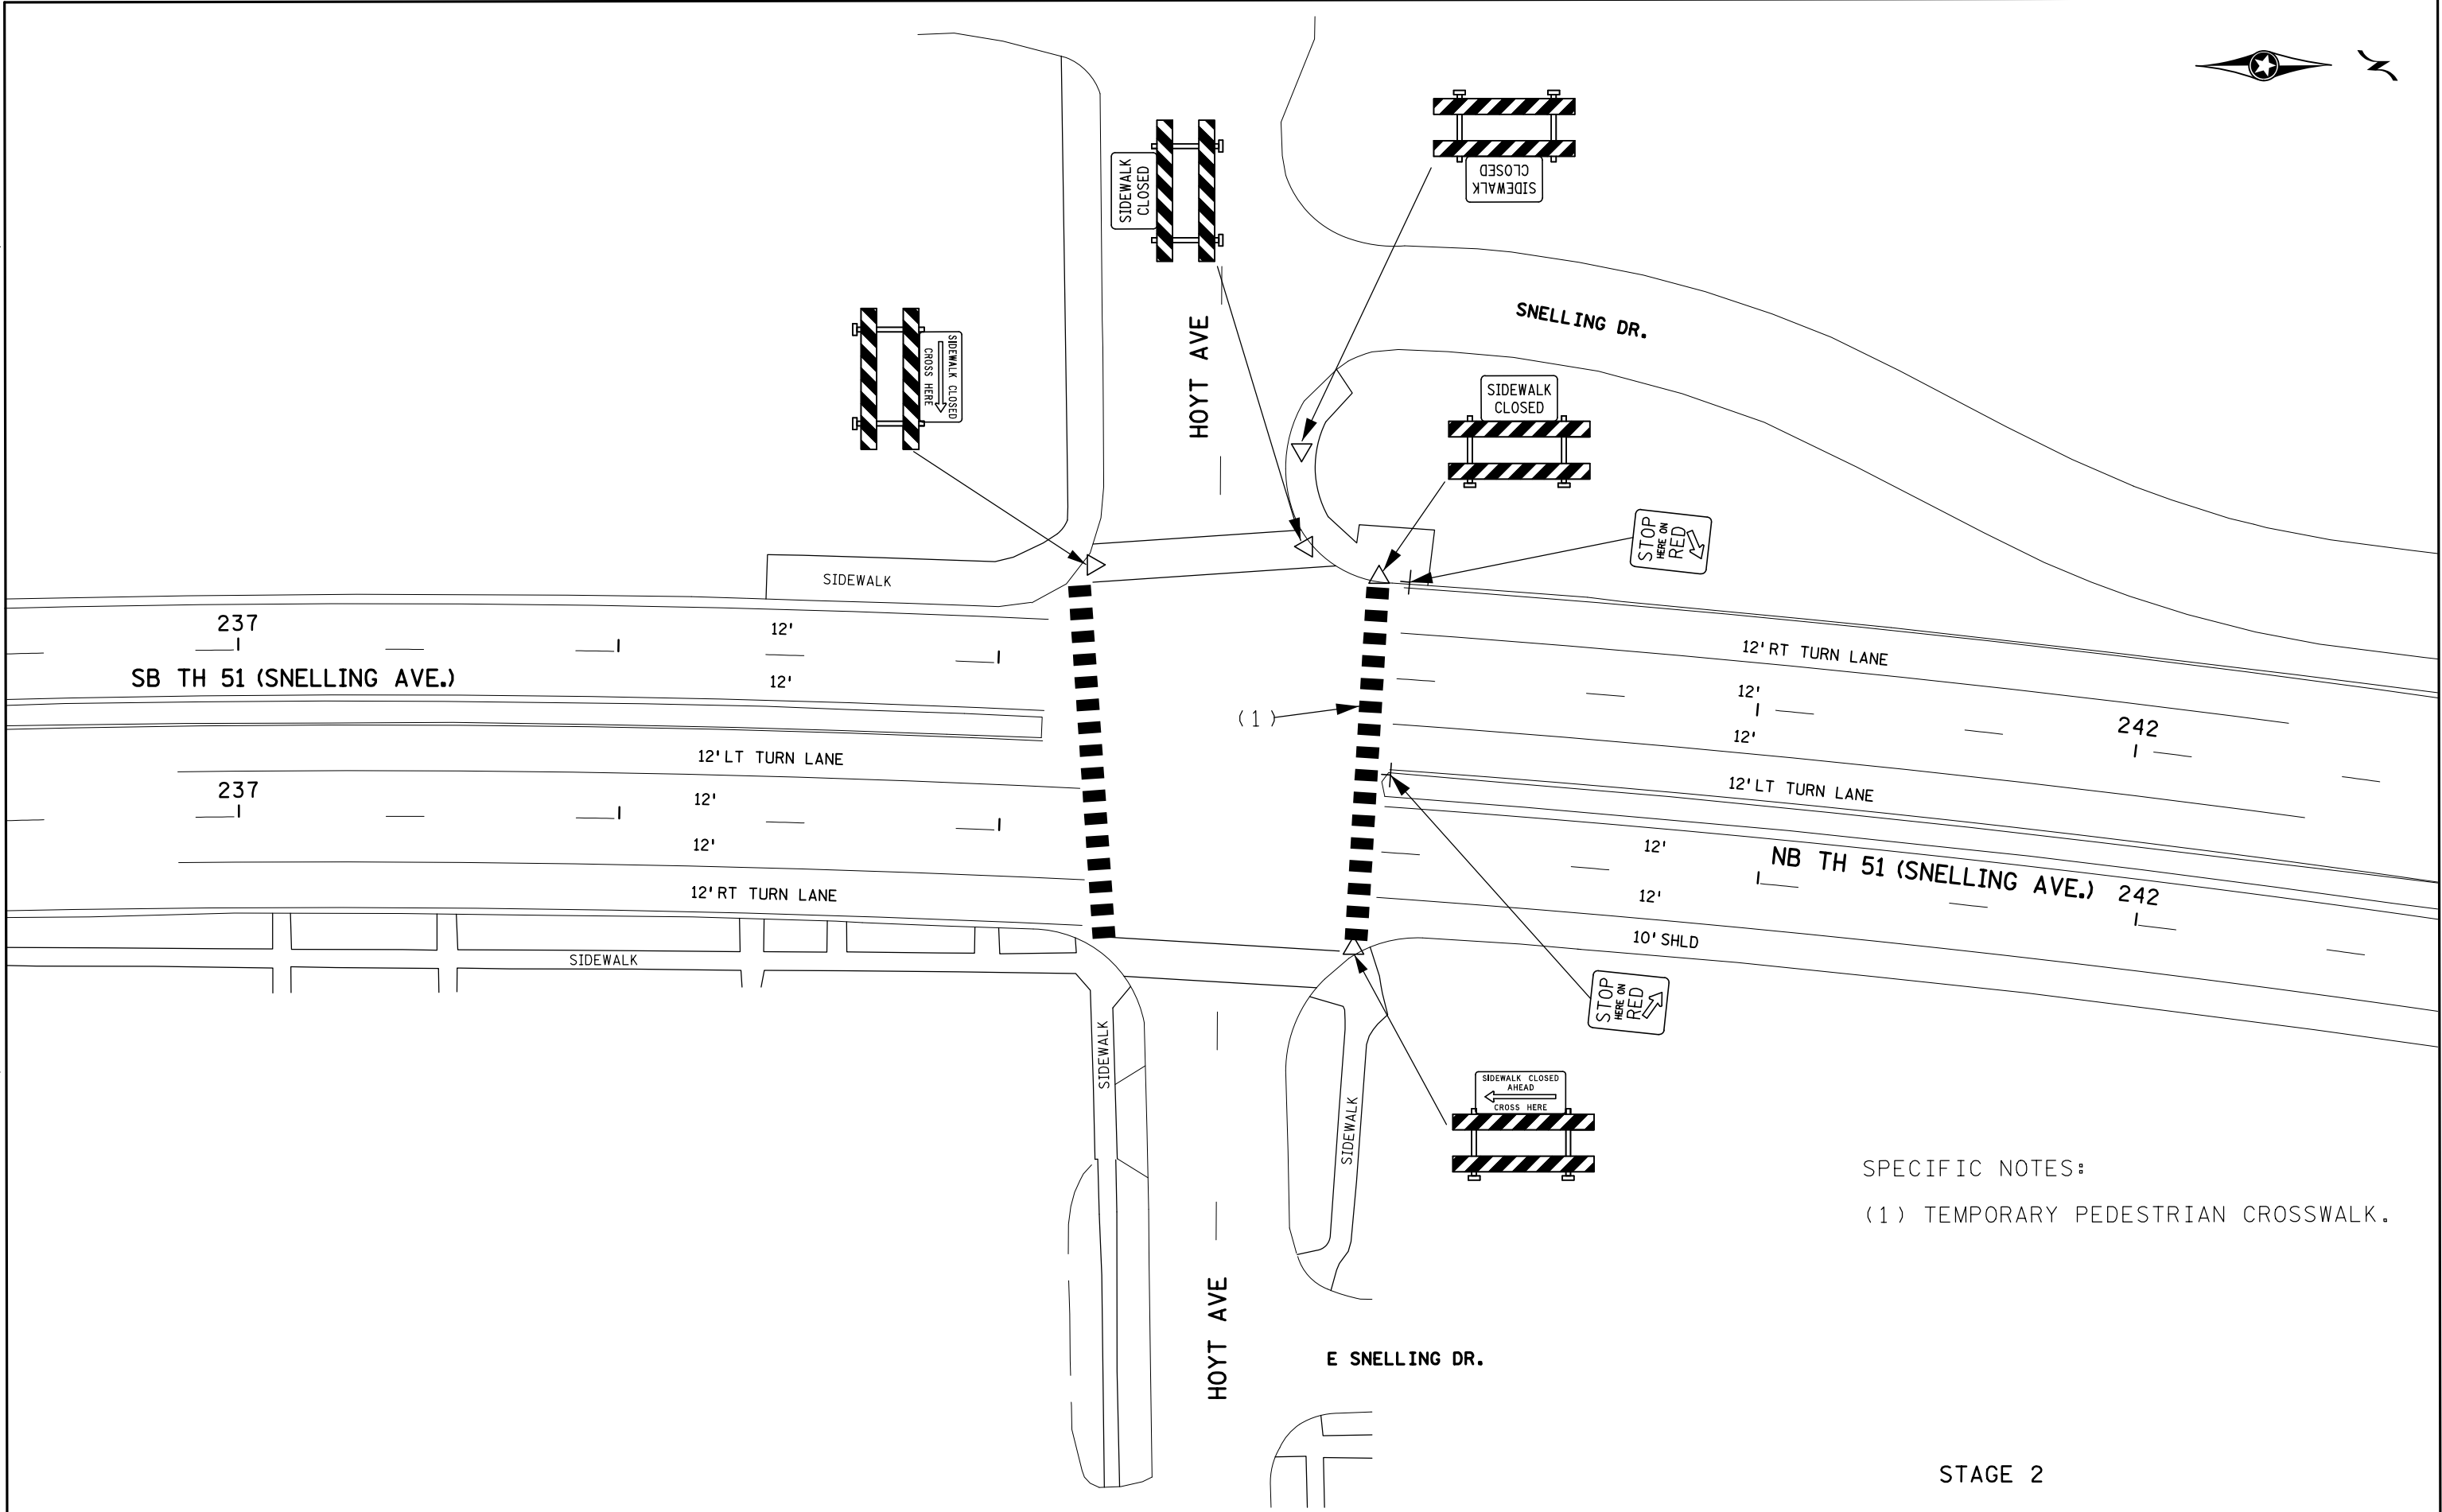 SIDEWALK
CLOSED
SIDEWALK
CLOSED
SIDEWALK CLOSED
CROSS HERE
HOYT AVE
SNELLING DR.
SIDEWALK
CLOSED
STOP
HERE ON
RED
SIDEWALK
237
12'
12'RT TURN LANE
SB TH 51 (SNELLING AVE.)
12'
12'
(1)
242
12'
12'LT TURN LANE
12'LT TURN LANE
237
12'
12'
12'
NB TH 51 (SNELLING AVE.)
242
12'RT TURN LANE
12'
10'SHLD
SIDEWALK
STOP
HERE ON
RED
SIDEWALK
SIDEWALK
SIDEWALK CLOSED
AHEAD
CROSS HERE
SPECIFIC NOTES:
(1) TEMPORARY PEDESTRIAN CROSSWALK.
HOYT AVE
E SNELLING DR.
STAGE 2